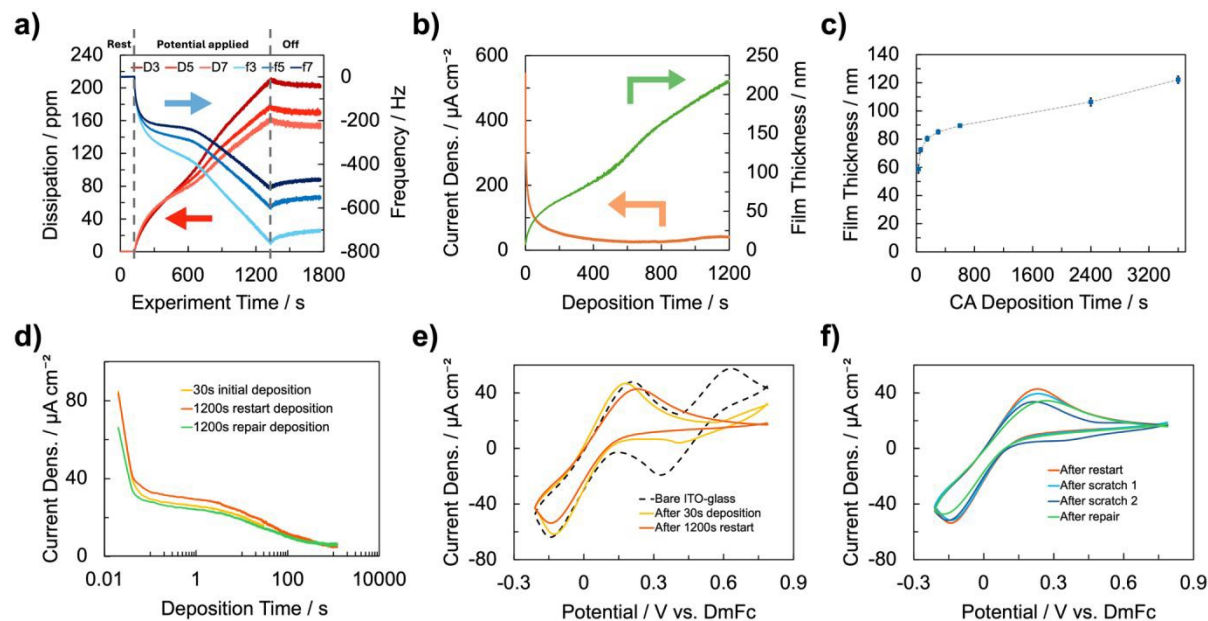 a)
Rest Potential applied Off
D3 D5 D7 f3 f5 f7
Dissipation / ppm
240
200
160
120
80
40
0
Frequency / Hz
0
-200
-400
-600
-800
0 600 1200 1800
Experiment Time / s
b)
Current Dens. / µA cm⁻²
600
500
400
300
200
100
0
Film Thickness / nm
250
200
150
100
50
0
0 400 800 1200
Deposition Time / s
c)
Film Thickness / nm
140
120
100
80
60
40
20
0
0 800 1600 2400 3200
CA Deposition Time / s
d)
Current Dens. / µA cm⁻²
80
40
0
30s initial deposition
1200s restart deposition
1200s repair deposition
0.01 1 100 10000
Deposition Time / s
e)
Current Dens. / µA cm⁻²
40
0
-40
-80
Bare ITO-glass
After 30s deposition
After 1200s restart
-0.3 0 0.3 0.6 0.9
Potential / V vs. DmFc
f)
Current Dens. / µA cm⁻²
40
0
-40
-80
After restart
After scratch 1
After scratch 2
After repair
-0.3 0 0.3 0.6 0.9
Potential / V vs. DmFc